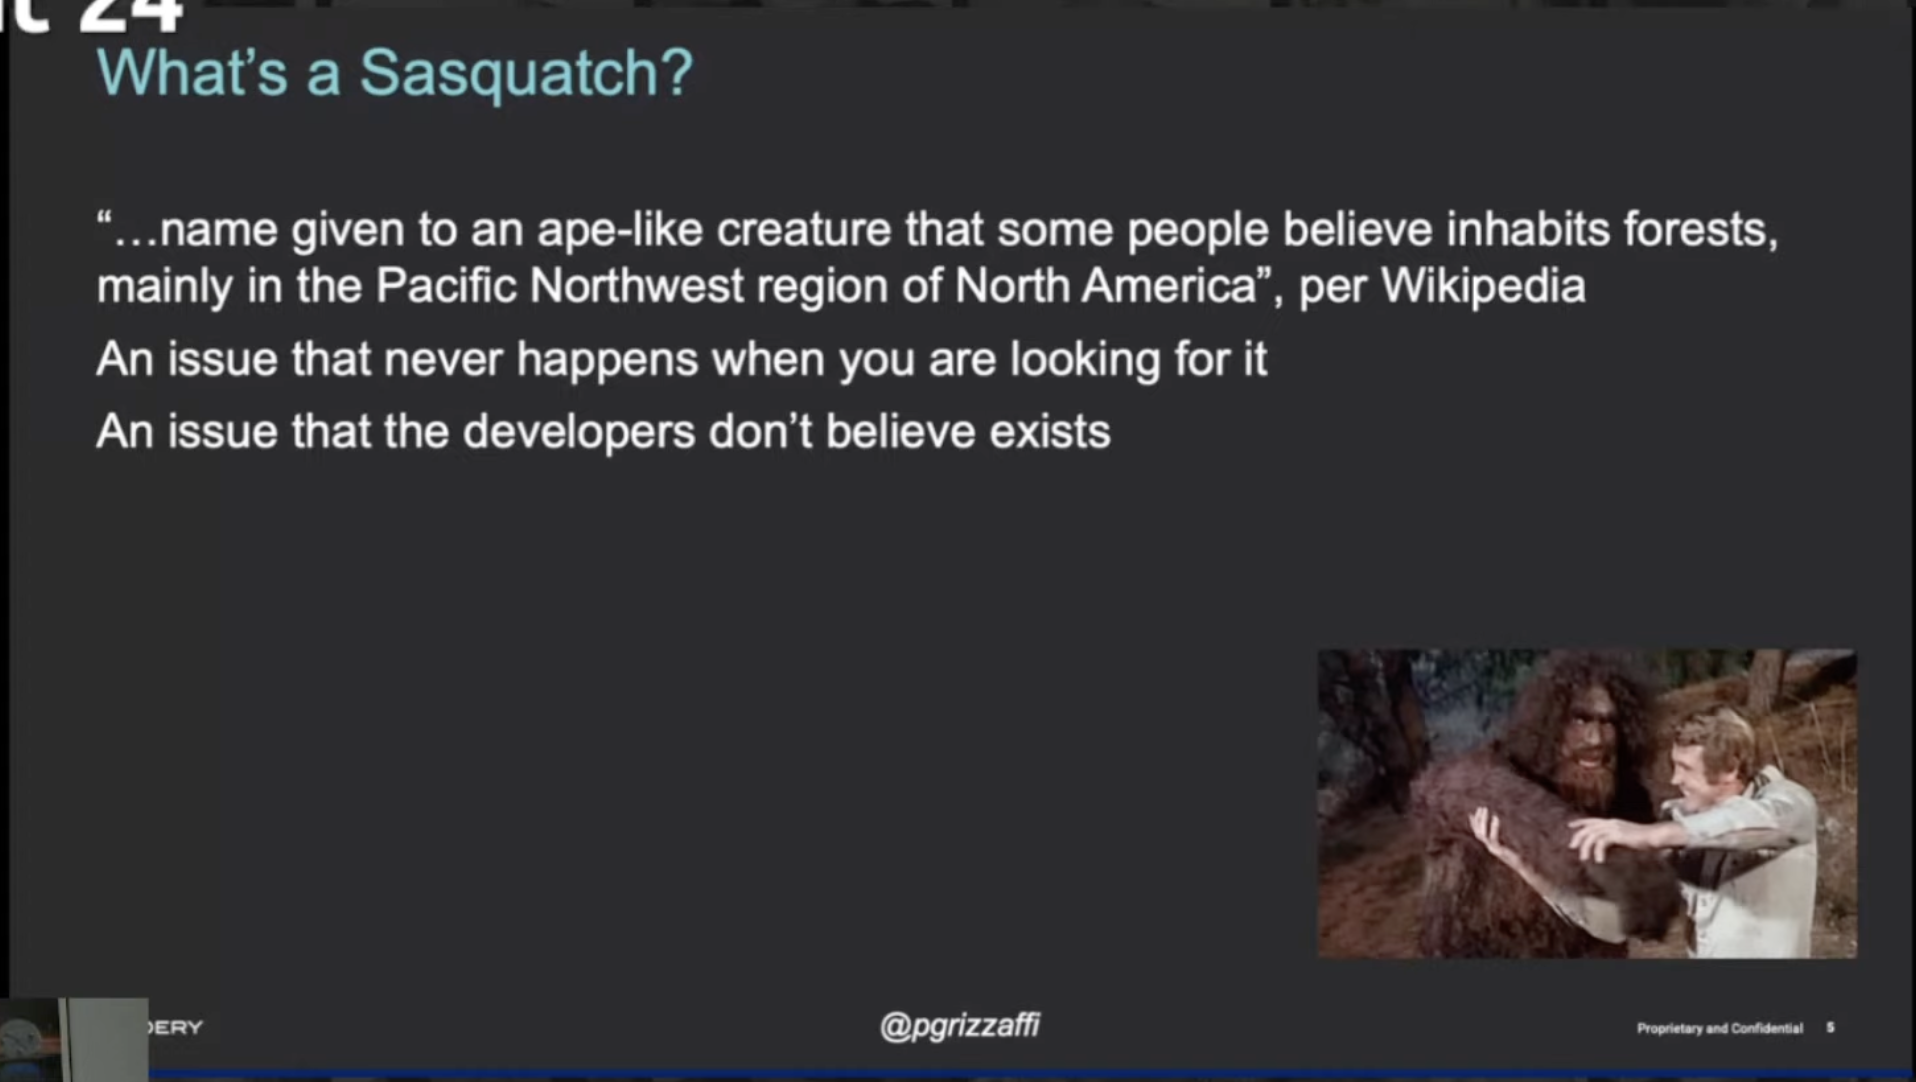 t 24
What's a Sasquatch?
“…name given to an ape-like creature that some people believe inhabits forests,
mainly in the Pacific Northwest region of North America”, per Wikipedia
An issue that never happens when you are looking for it
An issue that the developers don't believe exists
DERY
@pgrizzaffi
Proprietary and Confidential 5